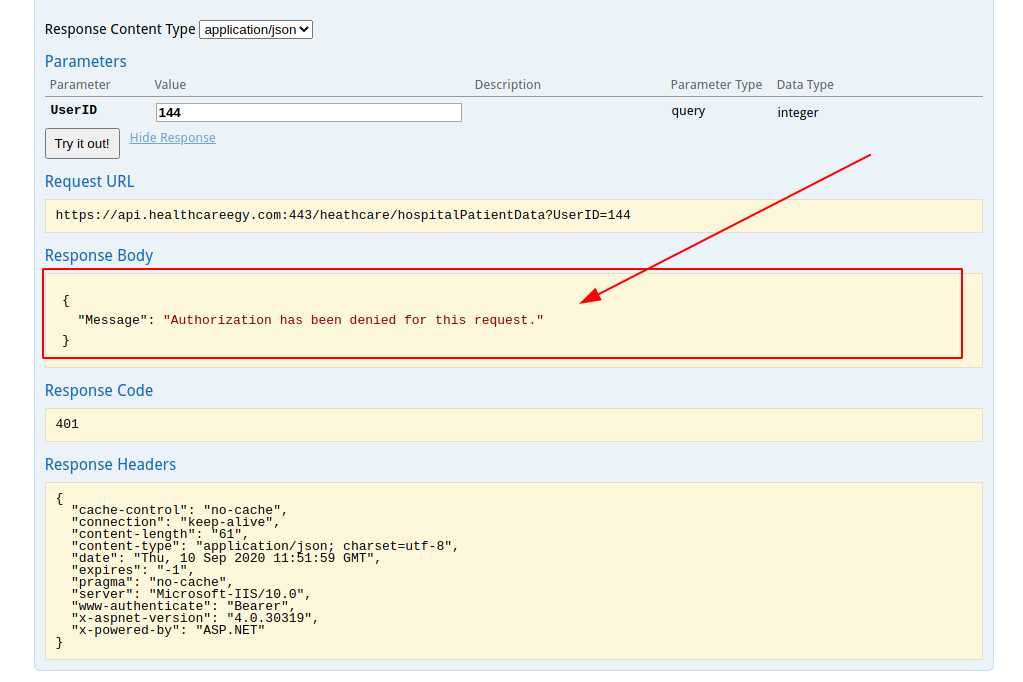 Response Content Type application/json
Parameters
Parameter Value Description Parameter Type Data Type
UserID 144 query integer
Try it out! Hide Response
Request URL
https://api.healthcareegy.com:443/heathcare/hospitalPatientData?UserID=144
Response Body
{
"Message": "Authorization has been denied for this request."
}
Response Code
401
Response Headers
{
"cache-control": "no-cache",
"connection": "keep-alive",
"content-length": "61",
"content-type": "application/json; charset=utf-8",
"date": "Thu, 10 Sep 2020 11:51:59 GMT",
"expires": "-1",
"pragma": "no-cache",
"server": "Microsoft-IIS/10.0",
"www-authenticate": "Bearer",
"x-aspnet-version": "4.0.30319",
"x-powered-by": "ASP.NET"
}